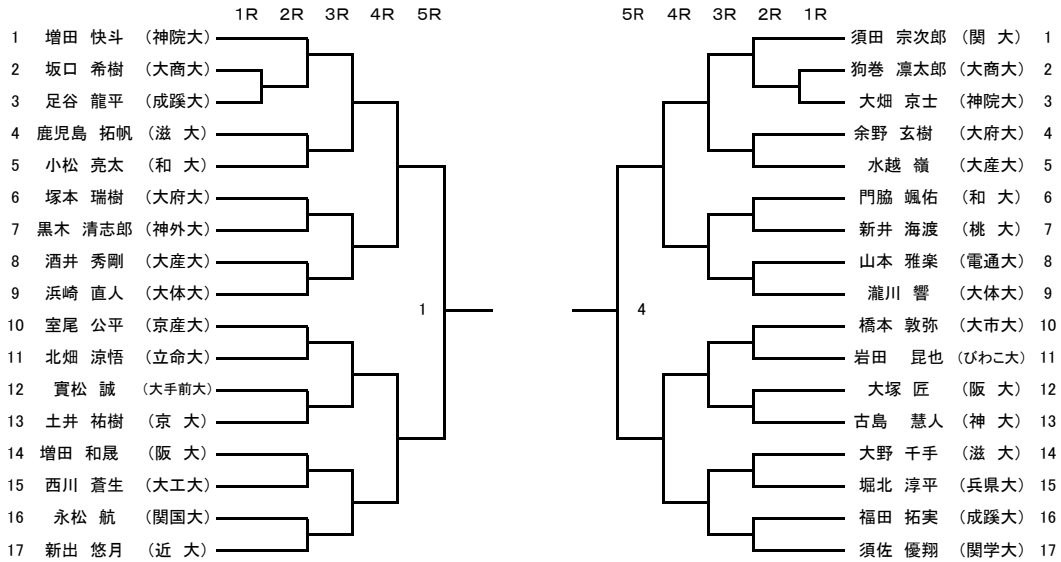 1R 2R 3R 4R 5R
1 増田 快斗 (神院大)
2 坂口 希樹 (大商大)
3 足谷 龍平 (成蹊大)
4 鹿児島 拓帆 (滋 大)
5 小松 亮太 (和 大)
6 塚本 瑞樹 (大府大)
7 黒木 清志郎 (神外大)
8 酒井 秀剛 (大産大)
9 浜崎 直人 (大体大)
10 室尾 公平 (京産大)
11 北畑 涼悟 (立命大)
12 實松 誠 (大手前大)
13 土井 祐樹 (京 大)
14 増田 和晟 (阪 大)
15 西川 蒼生 (大工大)
16 永松 航 (関国大)
17 新出 悠月 (近 大)
1
5R 4R 3R 2R 1R
須田 宗次郎 (関 大) 1
狗巻 凛太郎 (大商大) 2
大畑 京士 (神院大) 3
余野 玄樹 (大府大) 4
水越 嶺 (大産大) 5
門脇 颯佑 (和 大) 6
新井 海渡 (桃 大) 7
山本 雅楽 (電通大) 8
瀧川 響 (大体大) 9
橋本 敦弥 (大市大) 10
岩田 昆也 (びわこ大) 11
大塚 匠 (阪 大) 12
古島 慧人 (神 大) 13
大野 千手 (滋 大) 14
堀北 淳平 (兵県大) 15
福田 拓実 (成蹊大) 16
須佐 優翔 (関学大) 17
4